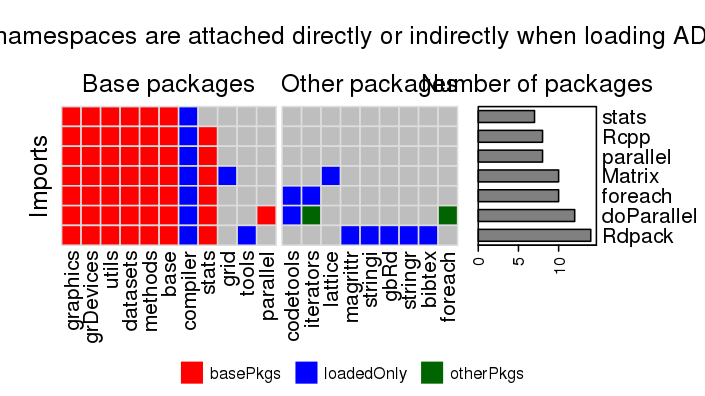 namespaces are attached directly or indirectly when loading AD
Base packages
Other packages
Number of packages
Imports
stats
Rcpp
parallel
Matrix
foreach
doParallel
Rdpack
0
5
10
graphics
grDevices
utils
datasets
methods
base
compiler
stats
grid
tools
parallel
codetools
iterators
lattice
magrittr
stringi
gbRd
stringr
bibtex
foreach
basePkgs
loadedOnly
otherPkgs